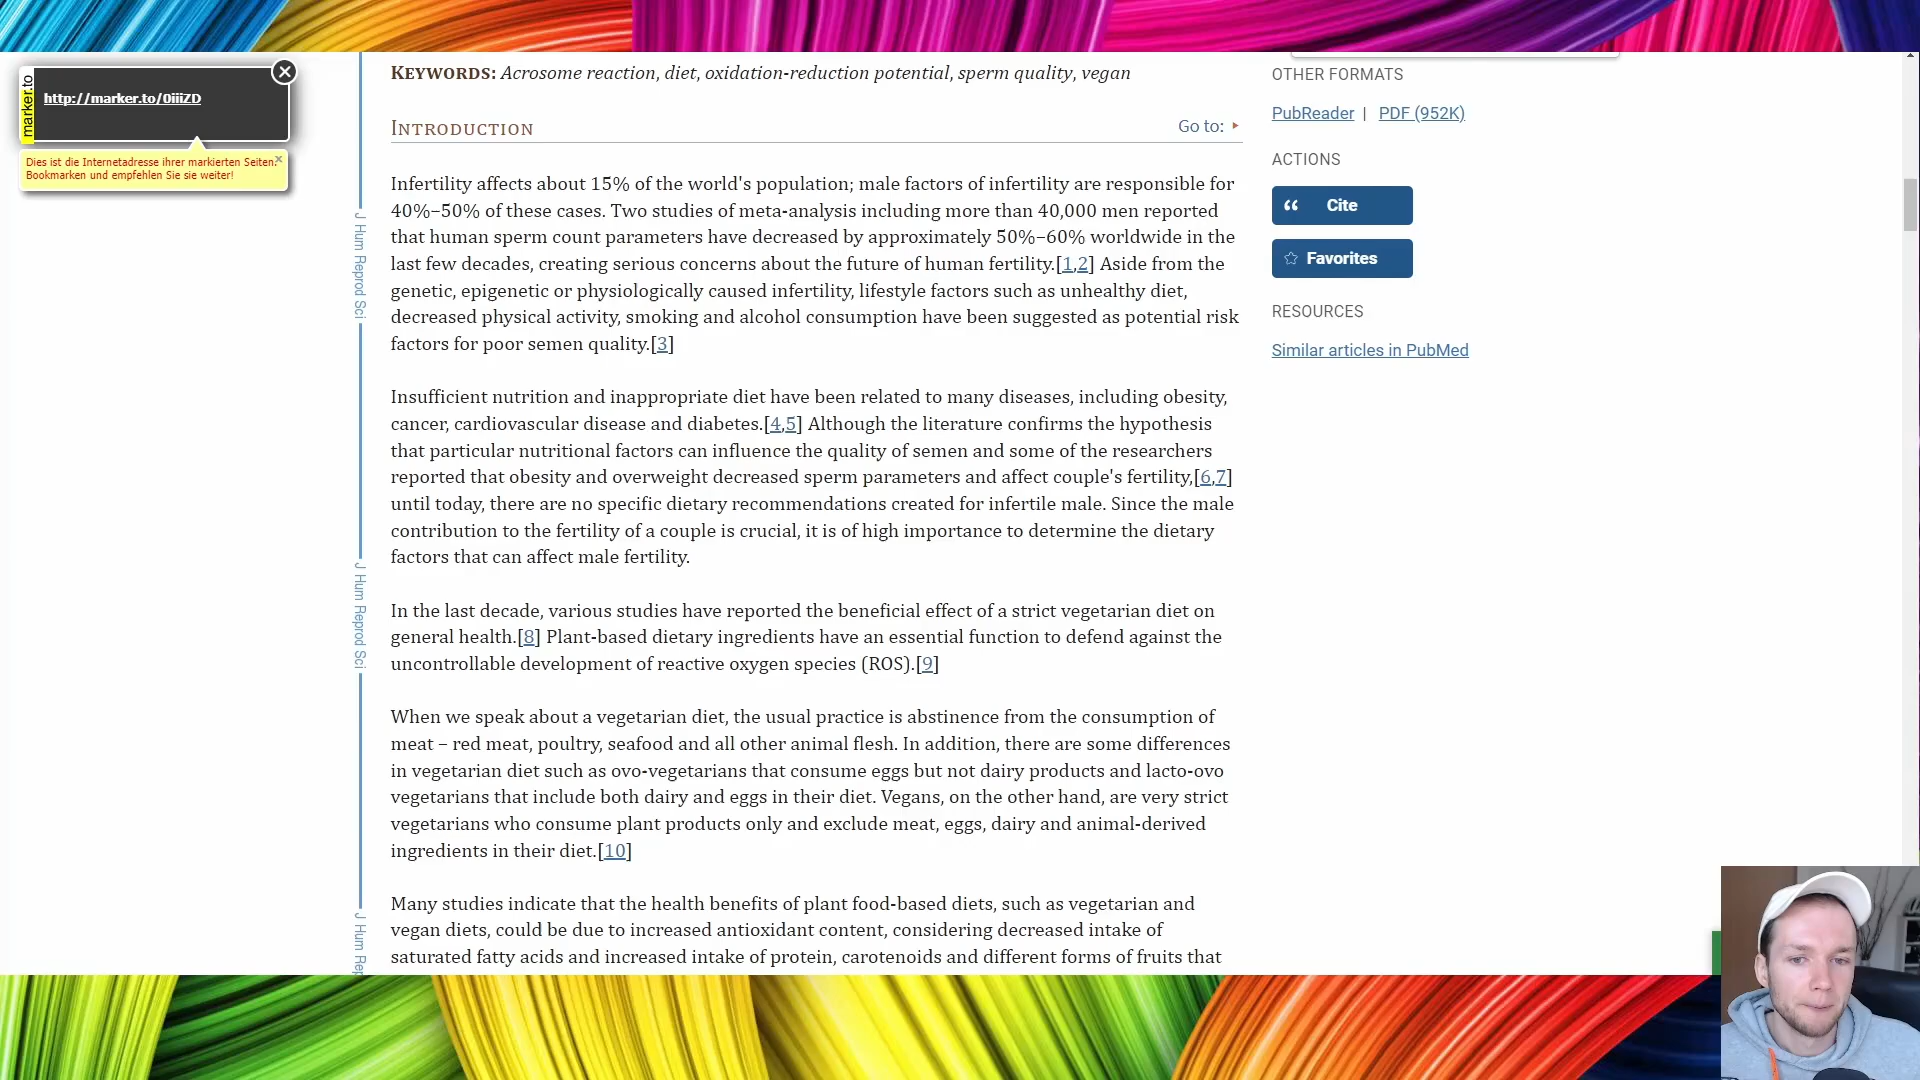 marker.to
http://marker.to/0iiiZD
Dies ist die Internetadresse ihrer markierten Seiten.
Bookmarken und empfehlen Sie sie weiter!
KEYWORDS: Acrosome reaction, diet, oxidation-reduction potential, sperm quality, vegan
INTRODUCTION
Go to:
Infertility affects about 15% of the world's population; male factors of infertility are responsible for
40%–50% of these cases. Two studies of meta-analysis including more than 40,000 men reported
that human sperm count parameters have decreased by approximately 50%–60% worldwide in the
last few decades, creating serious concerns about the future of human fertility.[1,2] Aside from the
genetic, epigenetic or physiologically caused infertility, lifestyle factors such as unhealthy diet,
decreased physical activity, smoking and alcohol consumption have been suggested as potential risk
factors for poor semen quality.[3]
Insufficient nutrition and inappropriate diet have been related to many diseases, including obesity,
cancer, cardiovascular disease and diabetes.[4,5] Although the literature confirms the hypothesis
that particular nutritional factors can influence the quality of semen and some of the researchers
reported that obesity and overweight decreased sperm parameters and affect couple's fertility,[6,7]
until today, there are no specific dietary recommendations created for infertile male. Since the male
contribution to the fertility of a couple is crucial, it is of high importance to determine the dietary
factors that can affect male fertility.
In the last decade, various studies have reported the beneficial effect of a strict vegetarian diet on
general health.[8] Plant-based dietary ingredients have an essential function to defend against the
uncontrollable development of reactive oxygen species (ROS).[9]
When we speak about a vegetarian diet, the usual practice is abstinence from the consumption of
meat – red meat, poultry, seafood and all other animal flesh. In addition, there are some differences
in vegetarian diet such as ovo-vegetarians that consume eggs but not dairy products and lacto-ovo
vegetarians that include both dairy and eggs in their diet. Vegans, on the other hand, are very strict
vegetarians who consume plant products only and exclude meat, eggs, dairy and animal-derived
ingredients in their diet.[10]
Many studies indicate that the health benefits of plant food-based diets, such as vegetarian and
vegan diets, could be due to increased antioxidant content, considering decreased intake of
saturated fatty acids and increased intake of protein, carotenoids and different forms of fruits that
J Hum Reprod Sci
J Hum Reprod Sci
J Hum Rep
OTHER FORMATS
PubReader | PDF (952K)
ACTIONS
Cite
Favorites
RESOURCES
Similar articles in PubMed